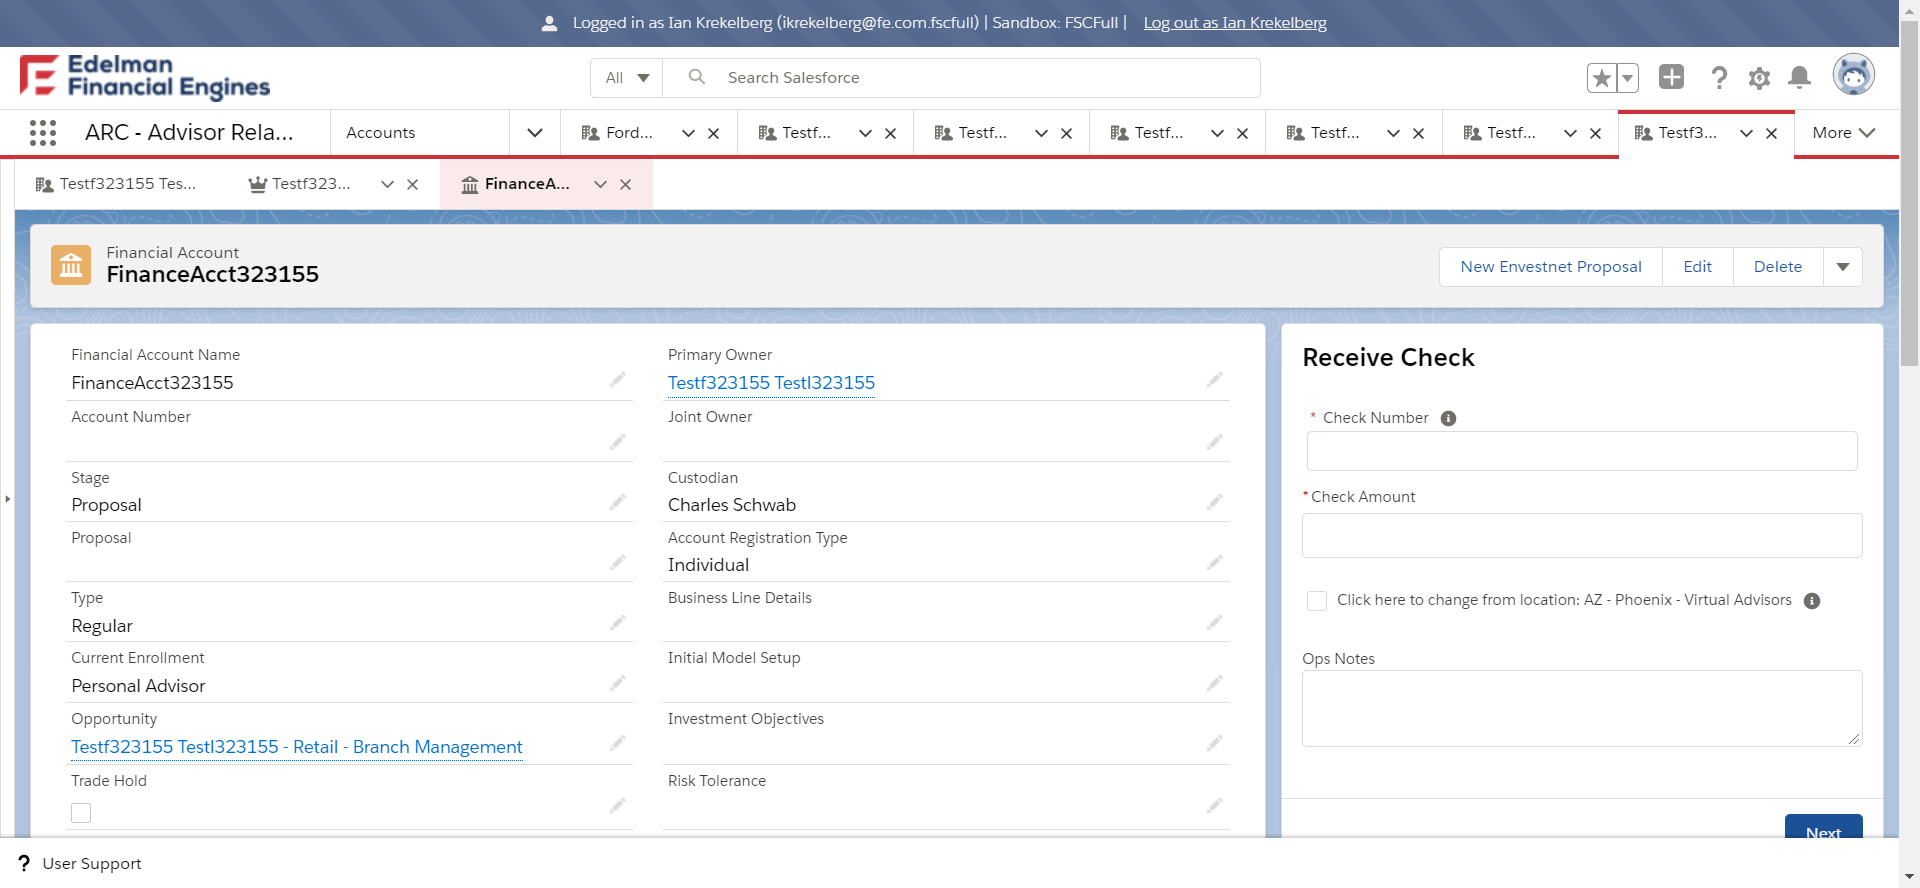 Logged in as Ian Krekelberg (ikrekelberg@fe.com.fscfull) | Sandbox: FSCFull | Log out as Ian Krekelberg
Edelman
Financial Engines
All
Search Salesforce
ARC - Advisor Rela...
Accounts
Ford...
Testf...
Testf...
Testf...
Testf...
Testf...
Testf3...
More
Testf323155 Tes...
Testf323...
FinanceA...
Financial Account
FinanceAcct323155
New Envestnet Proposal
Edit
Delete
Financial Account Name
FinanceAcct323155
Primary Owner
Testf323155 Testl323155
Account Number
Joint Owner
Stage
Proposal
Custodian
Charles Schwab
Proposal
Account Registration Type
Individual
Type
Regular
Business Line Details
Current Enrollment
Personal Advisor
Initial Model Setup
Opportunity
Testf323155 Testl323155 - Retail - Branch Management
Investment Objectives
Trade Hold
Risk Tolerance
Receive Check
* Check Number
* Check Amount
Click here to change from location: AZ - Phoenix - Virtual Advisors
Ops Notes
Next
? User Support